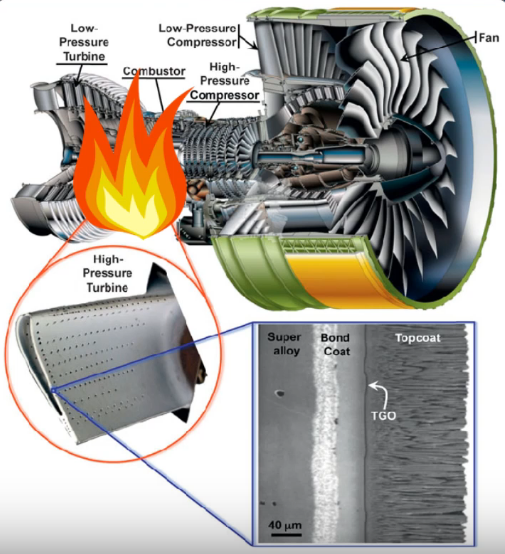 Low-
Pressure
Turbine
Combustor
Low-Pressure
Compressor
High-
Pressure
Compressor
Fan
High-
Pressure
Turbine
Super
alloy
Bond
Coat
Topcoat
TGO
40 μm